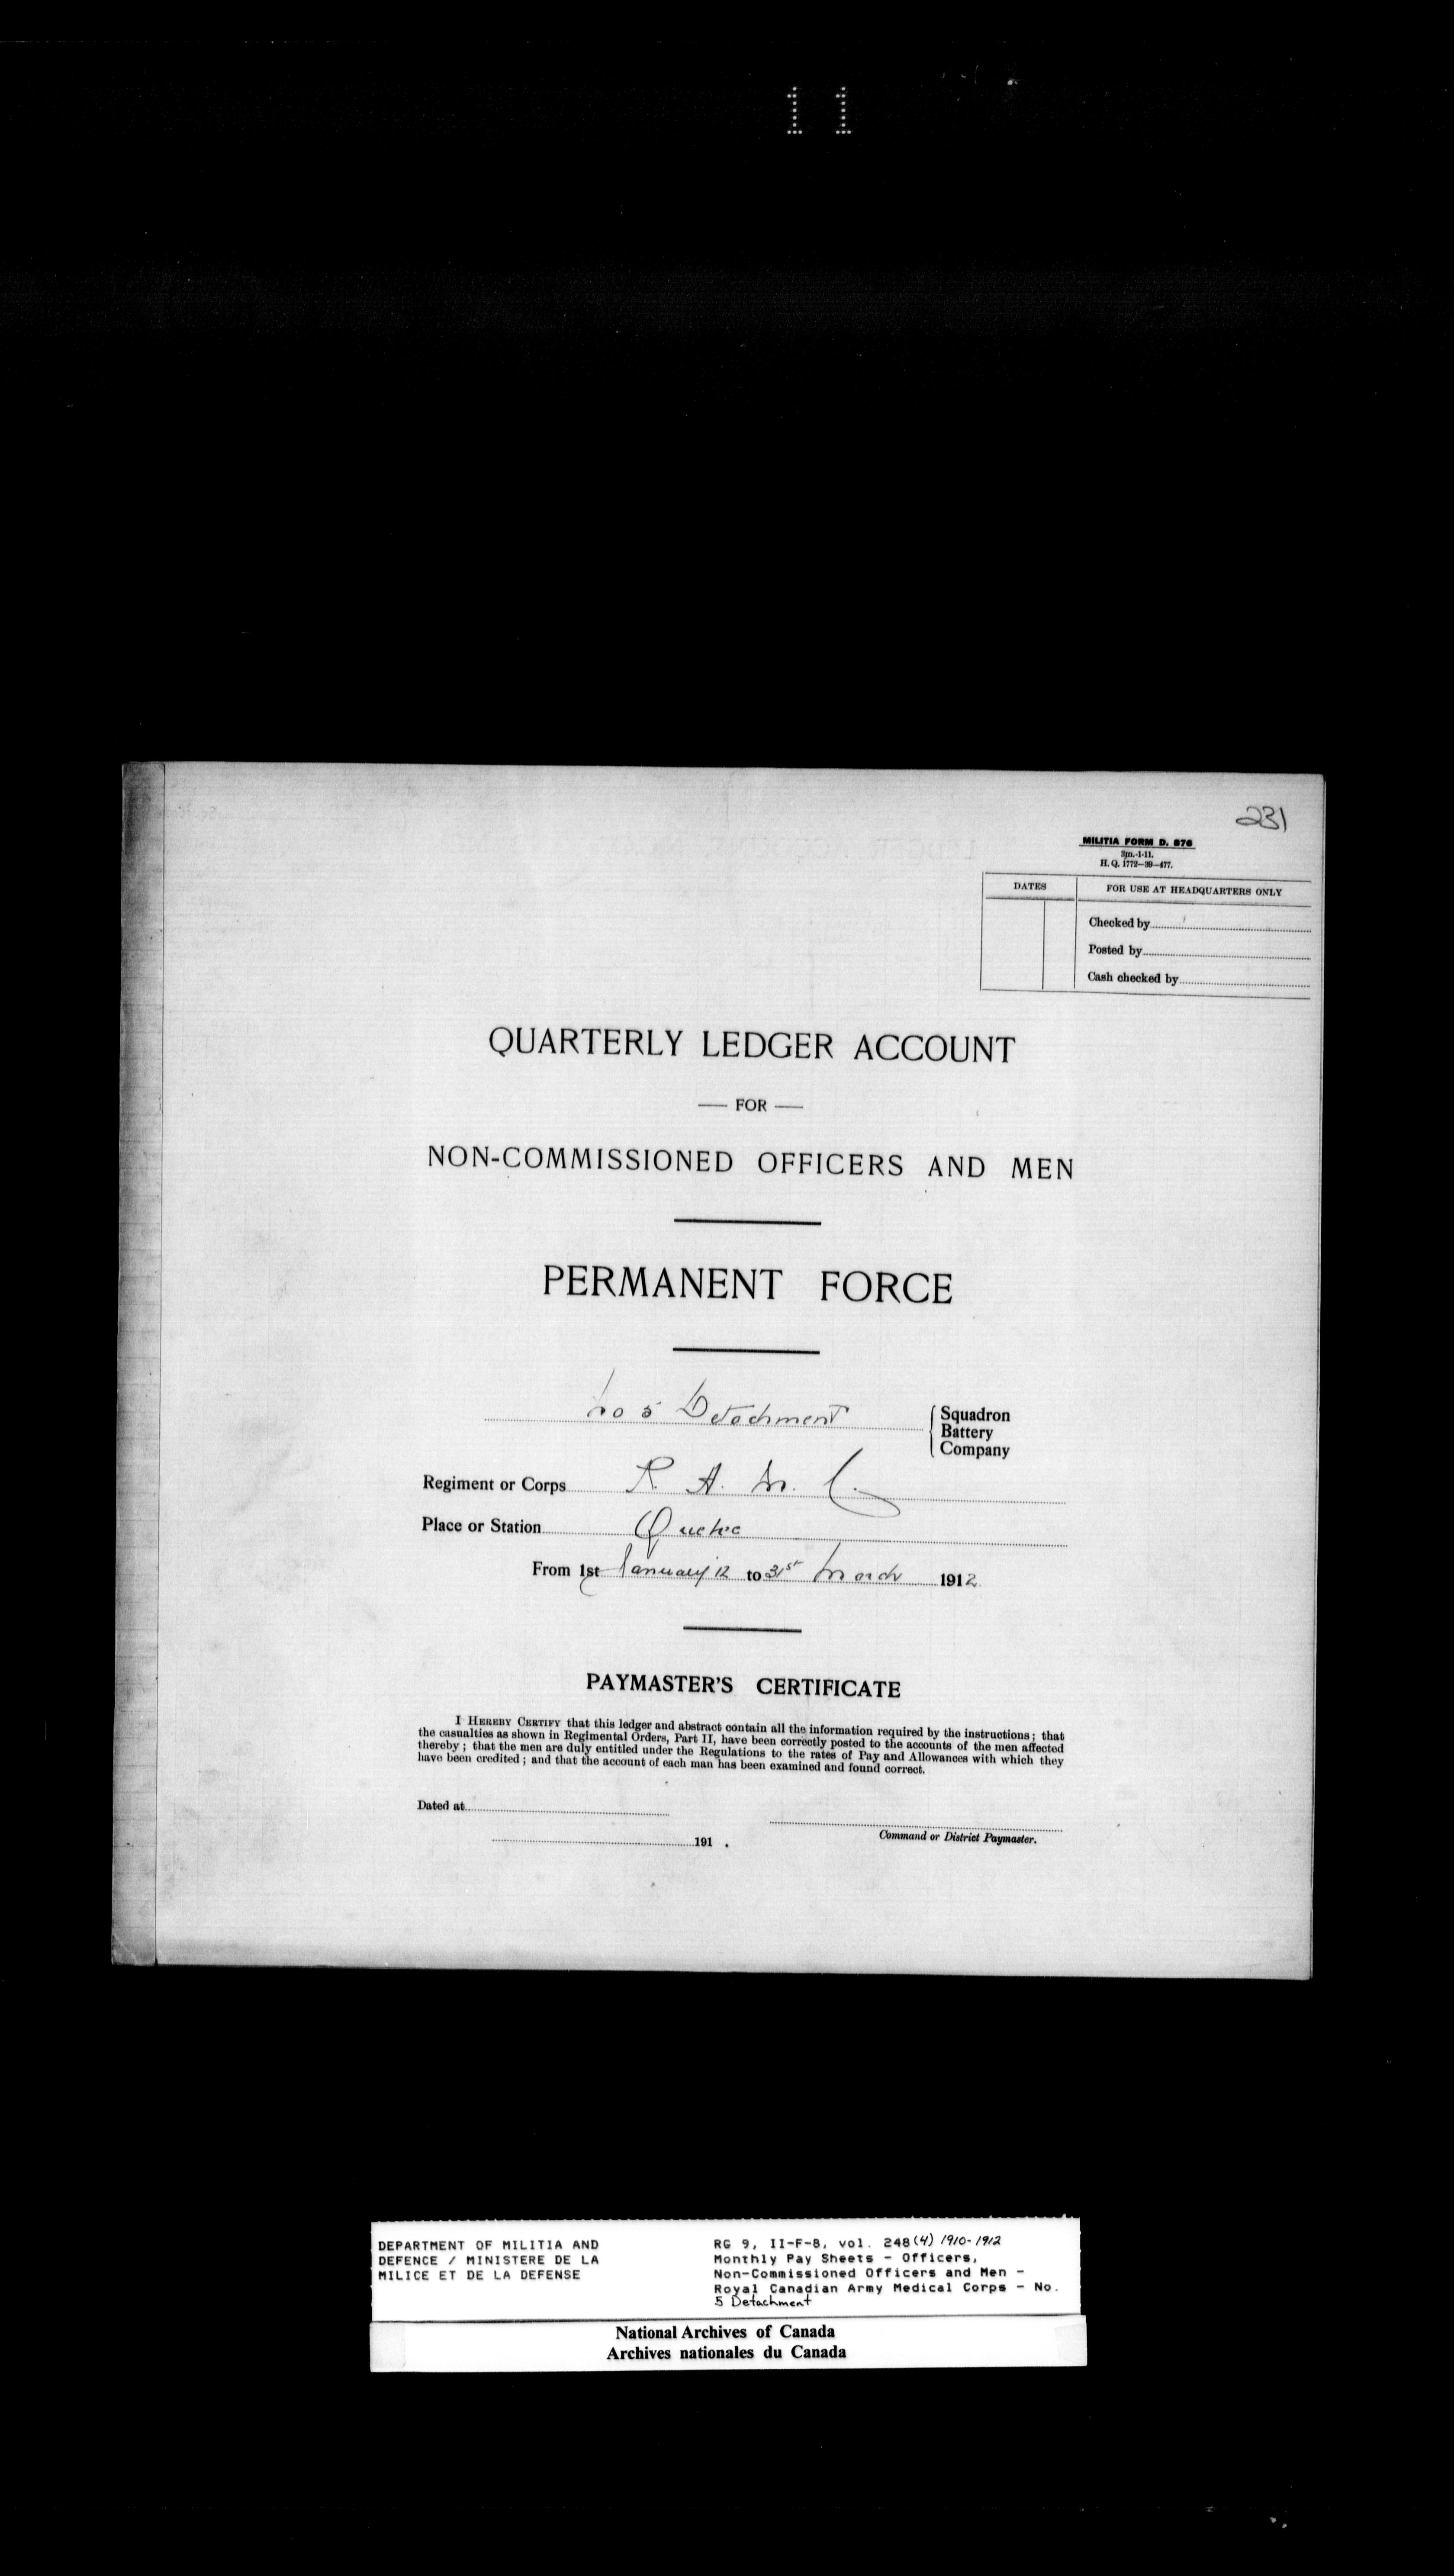 11
231
MILITIA FORM D. 876
3m.-1-11.
H. Q. 1772—39—477.
DATES
FOR USE AT HEADQUARTERS ONLY
Checked by
Posted by
Cash checked by
QUARTERLY LEDGER ACCOUNT
— FOR —
NON-COMMISSIONED OFFICERS AND MEN
PERMANENT FORCE
No 5 Detachment
Squadron
Battery
Company
Regiment or Corps R. A. M. C.
Place or Station Quebec
From 1st January 12 to 31st March 1912
PAYMASTER'S CERTIFICATE
I HEREBY CERTIFY that this ledger and abstract contain all the information required by the instructions; that
the casualties as shown in Regimental Orders, Part II, have been correctly posted to the accounts of the men affected
thereby; that the men are duly entitled under the Regulations to the rates of Pay and Allowances with which they
have been credited; and that the account of each man has been examined and found correct.
Dated at
191 .
Command or District Paymaster.
DEPARTMENT OF MILITIA AND
DEFENCE / MINISTERE DE LA
MILICE ET DE LA DEFENSE
RG 9, II-F-8, vol. 248 (4) 1910-1912
Monthly Pay Sheets - Officers,
Non-Commissioned Officers and Men -
Royal Canadian Army Medical Corps - No.
5 Detachment
National Archives of Canada
Archives nationales du Canada